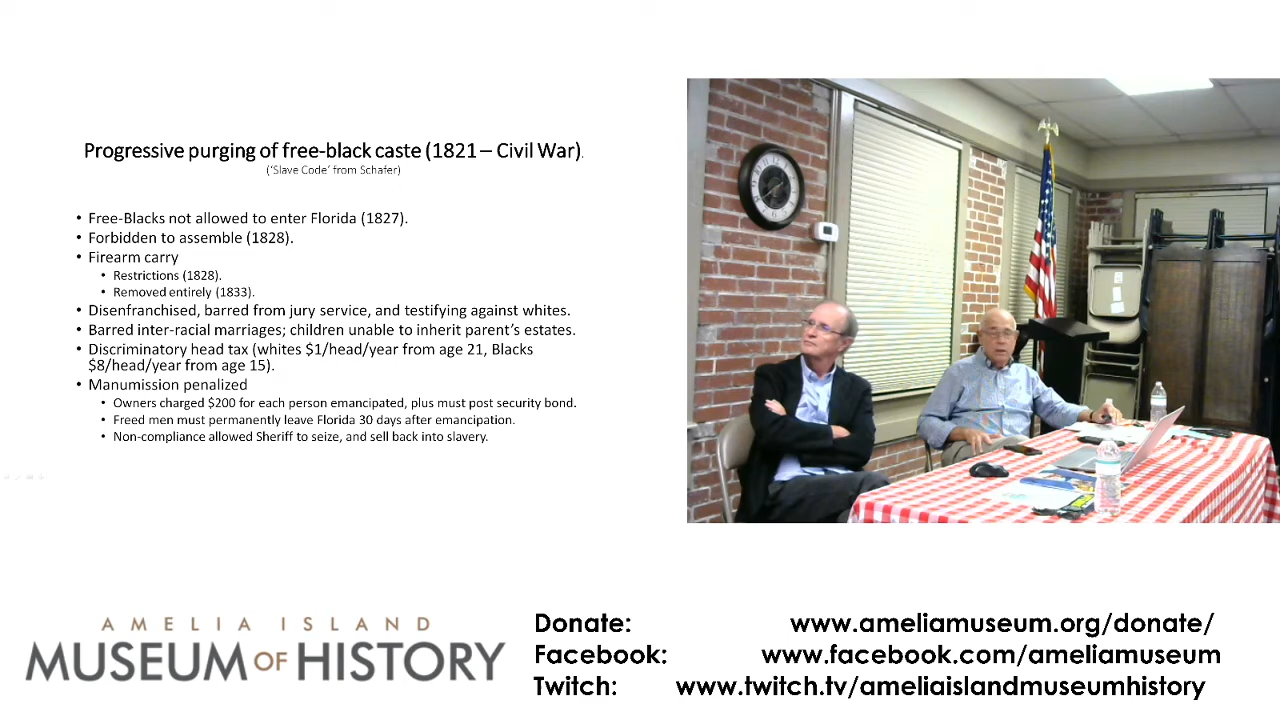 Progressive purging of free-black caste (1821 – Civil War).
('Slave Code' from Schafer)
• Free-Blacks not allowed to enter Florida (1827).
• Forbidden to assemble (1828).
• Firearm carry
• Restrictions (1828).
• Removed entirely (1833).
• Disenfranchised, barred from jury service, and testifying against whites.
• Barred inter-racial marriages; children unable to inherit parent's estates.
• Discriminatory head tax (whites $1/head/year from age 21, Blacks
$8/head/year from age 15).
• Manumission penalized
• Owners charged $200 for each person emancipated, plus must post security bond.
• Freed men must permanently leave Florida 30 days after emancipation.
• Non-compliance allowed Sheriff to seize, and sell back into slavery.
AMELIA ISLAND
MUSEUM OF HISTORY
Donate: www.ameliamuseum.org/donate/
Facebook: www.facebook.com/ameliamuseum
Twitch: www.twitch.tv/ameliaislandmuseumhistory